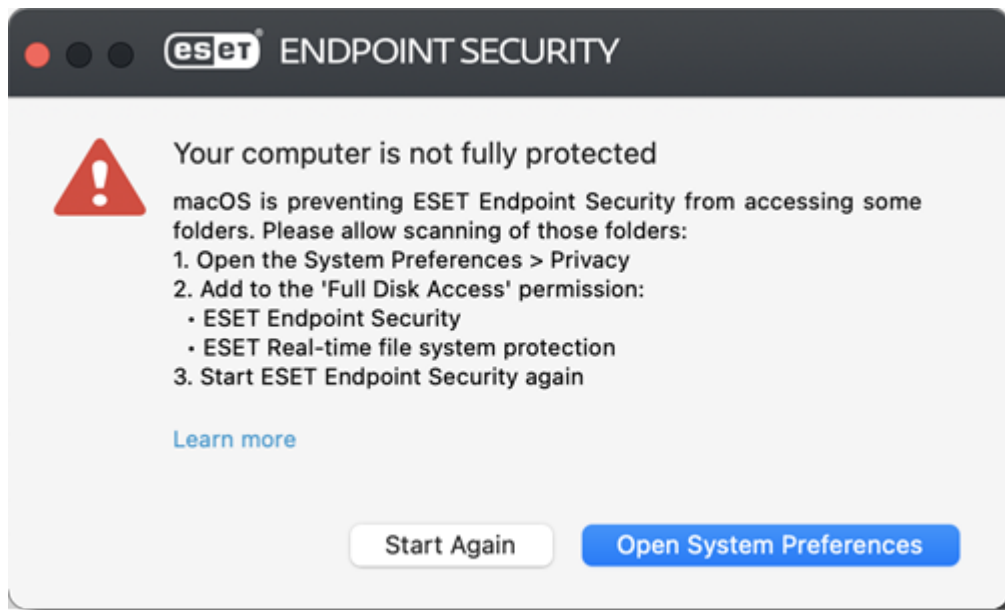 eset® ENDPOINT SECURITY
Your computer is not fully protected
macOS is preventing ESET Endpoint Security from accessing some
folders. Please allow scanning of those folders:
1. Open the System Preferences > Privacy
2. Add to the 'Full Disk Access' permission:
• ESET Endpoint Security
• ESET Real-time file system protection
3. Start ESET Endpoint Security again
Learn more
Start Again
Open System Preferences